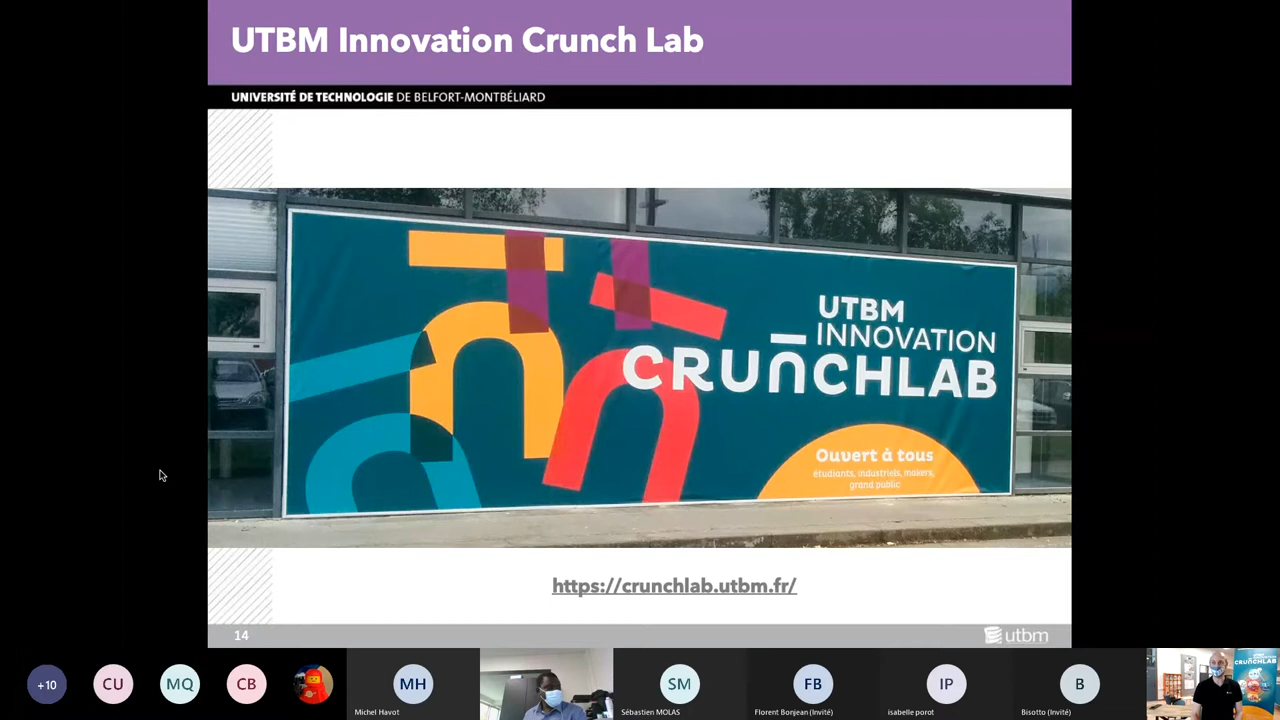 UTBM Innovation Crunch Lab
UNIVERSITÉ DE TECHNOLOGIE DE BELFORT-MONTBÉLIARD
UTBM
INNOVATION
CRUNCHLAB
Ouvert à tous
étudiants, industriels, makers,
grand public
https://crunchlab.utbm.fr/
14
utbm
+10
CU
MQ
CB
MH
SM
FB
IP
B
Michel Havot
Sébastien MOLAS
Florent Bonjean (Invité)
isabelle porot
Bisotto (Invité)
CRUNCHLAB